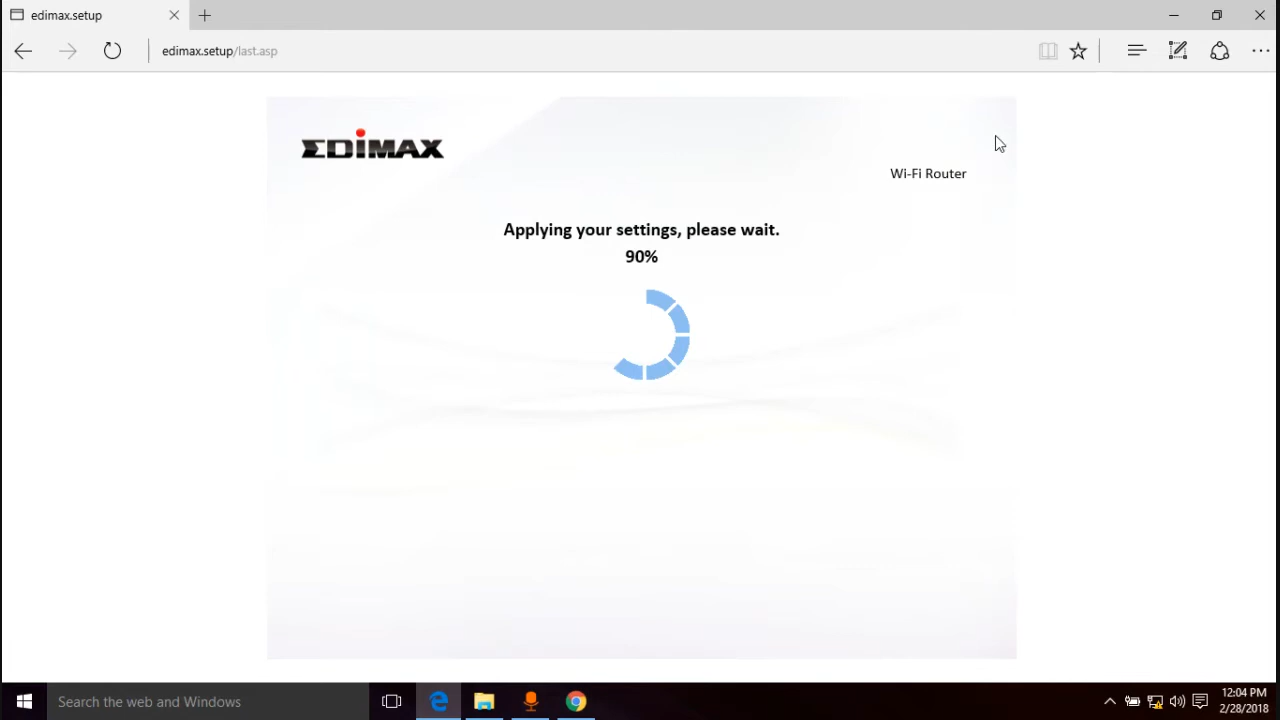 edimax.setup
edimax.setup/last.asp
EDIMAX
Wi-Fi Router
Applying your settings, please wait.
90%
Search the web and Windows
12:04 PM
2/28/2018